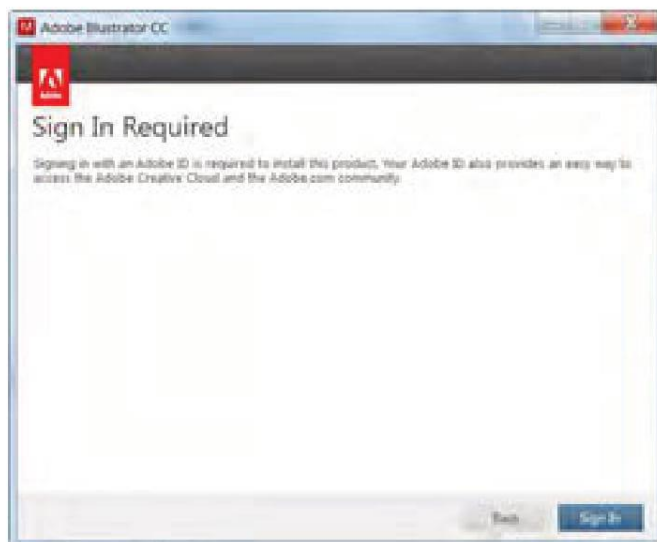 Adobe Illustrator CC
Adobe
Sign In Required
Signing in with an Adobe ID is required to install this product. Your Adobe ID also provides an easy way to
access the Adobe Creative Cloud and the Adobe.com community.
Back
Sign In